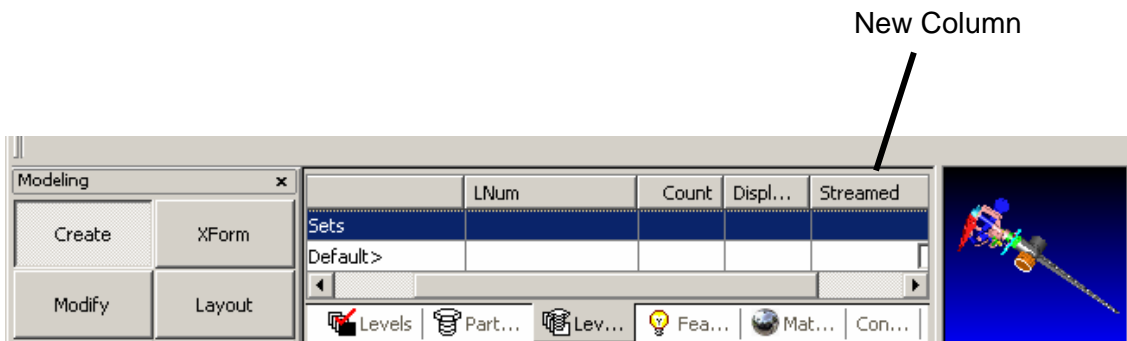 New Column
Modeling x
LNum Count Displ... Streamed
Create XForm
Sets
Default>
Modify Layout
Levels Part... Lev... Fea... Mat... Con...